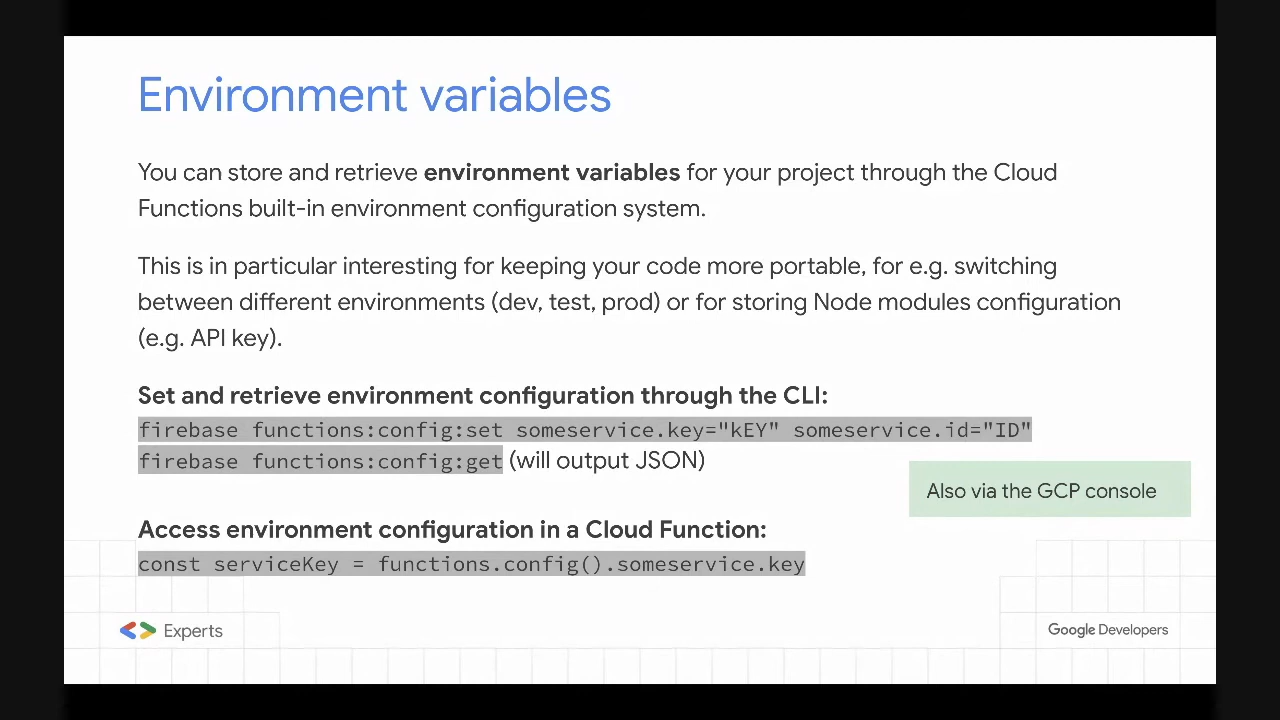 Environment variables
You can store and retrieve environment variables for your project through the Cloud
Functions built-in environment configuration system.
This is in particular interesting for keeping your code more portable, for e.g. switching
between different environments (dev, test, prod) or for storing Node modules configuration
(e.g. API key).
Set and retrieve environment configuration through the CLI:
firebase functions:config:set someservice.key="kEY" someservice.id="ID"
firebase functions:config:get (will output JSON)
Also via the GCP console
Access environment configuration in a Cloud Function:
const serviceKey = functions.config().someservice.key
Experts
Google Developers